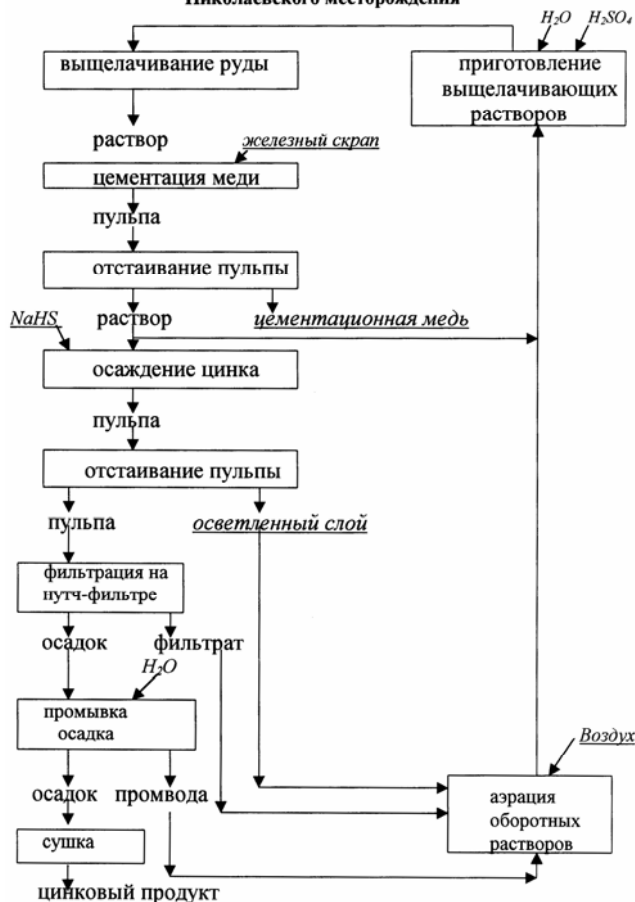 Николаевского месторождения
H₂O H₂SO₄
выщелачивание руды
приготовление
выщелачивающих
растворов
раствор
железный скрап
цементация меди
пульпа
отстаивание пульпы
NaHS
раствор
цементационная медь
осаждение цинка
пульпа
отстаивание пульпы
пульпа
осветленный слой
фильтрация на
нутч-фильтре
осадок
фильтрат
H₂O
промывка
осадка
Воздух
осадок
промвода
аэрация
оборотных
растворов
сушка
цинковый продукт